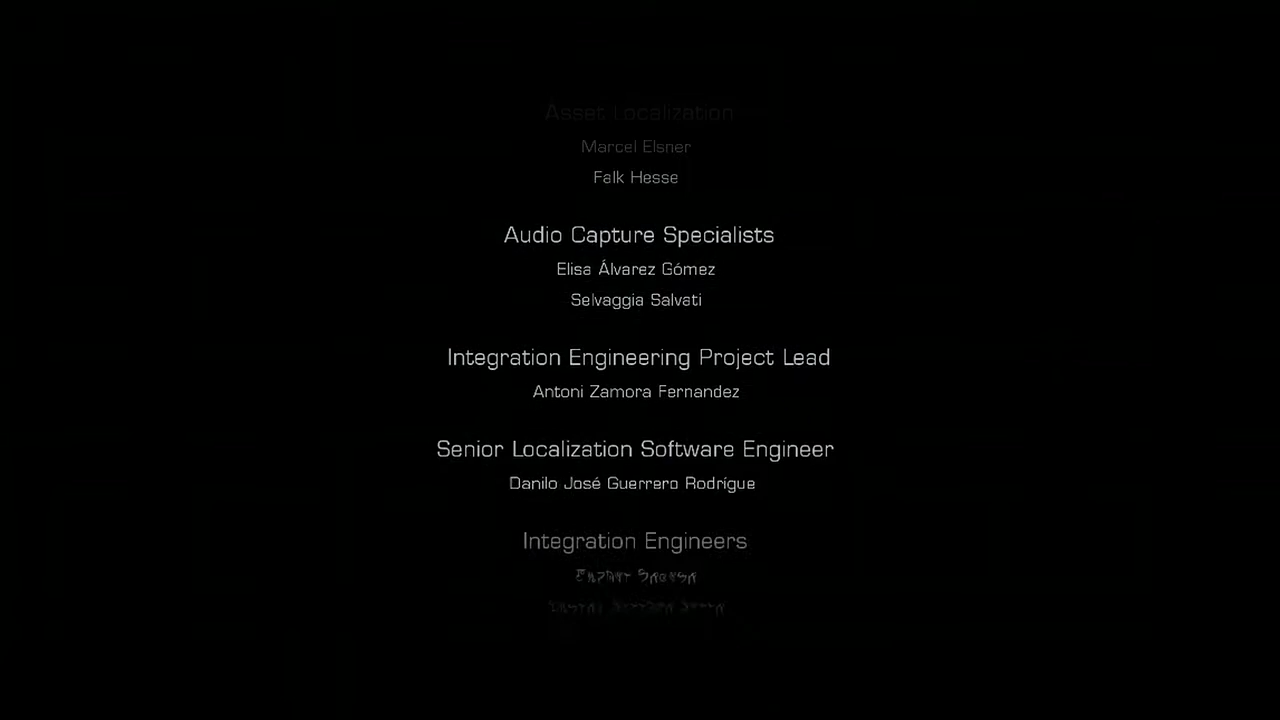 Asset Localization
Marcel Elsner
Falk Hesse
Audio Capture Specialists
Elisa Álvarez Gómez
Selvaggia Salvati
Integration Engineering Project Lead
Antoni Zamora Fernandez
Senior Localization Software Engineer
Danilo José Guerrero Rodrígue
Integration Engineers